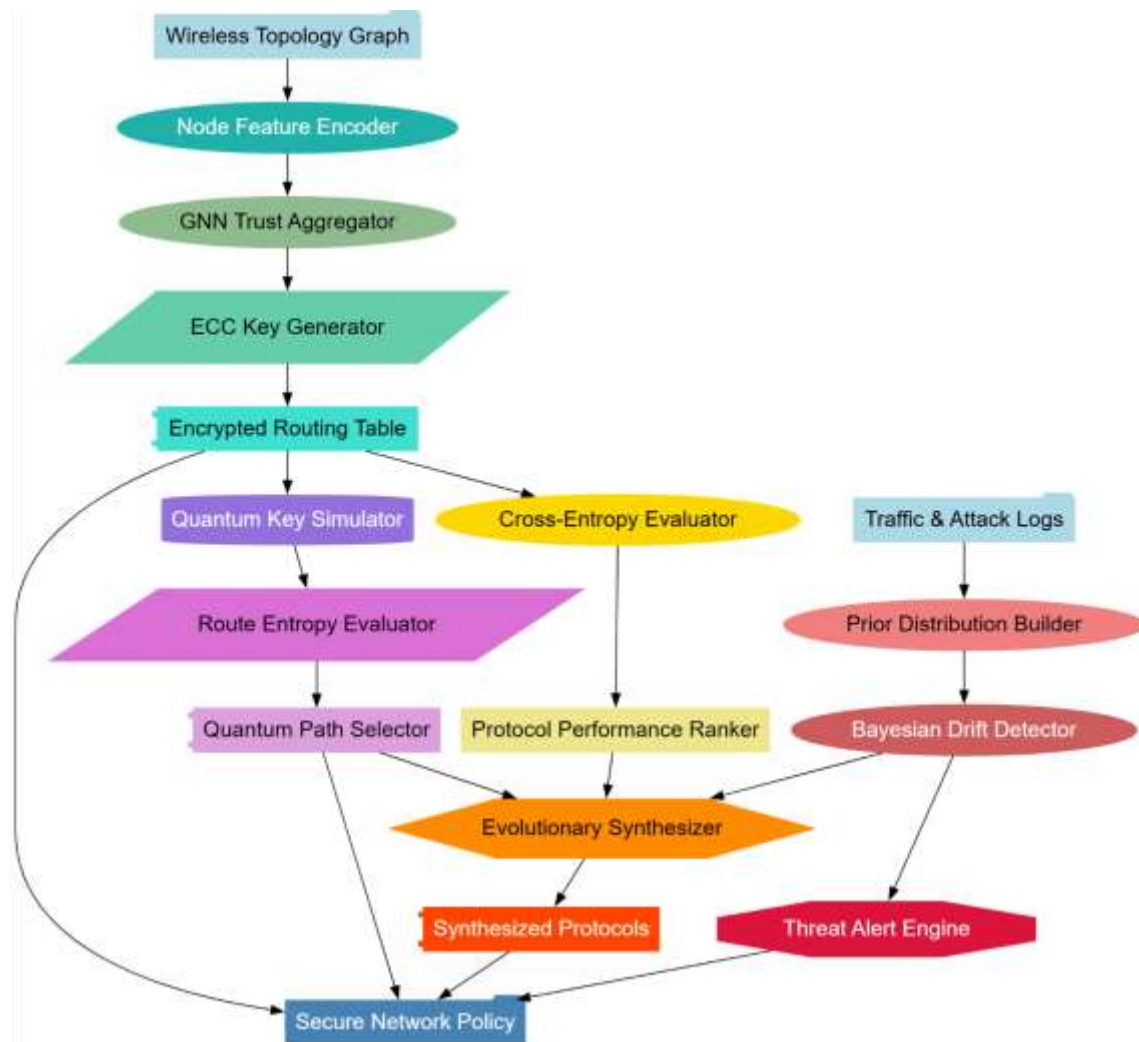 Wireless Topology Graph
Node Feature Encoder
GNN Trust Aggregator
ECC Key Generator
Encrypted Routing Table
Quantum Key Simulator
Cross-Entropy Evaluator
Traffic & Attack Logs
Route Entropy Evaluator
Prior Distribution Builder
Quantum Path Selector
Protocol Performance Ranker
Bayesian Drift Detector
Evolutionary Synthesizer
Synthesized Protocols
Threat Alert Engine
Secure Network Policy